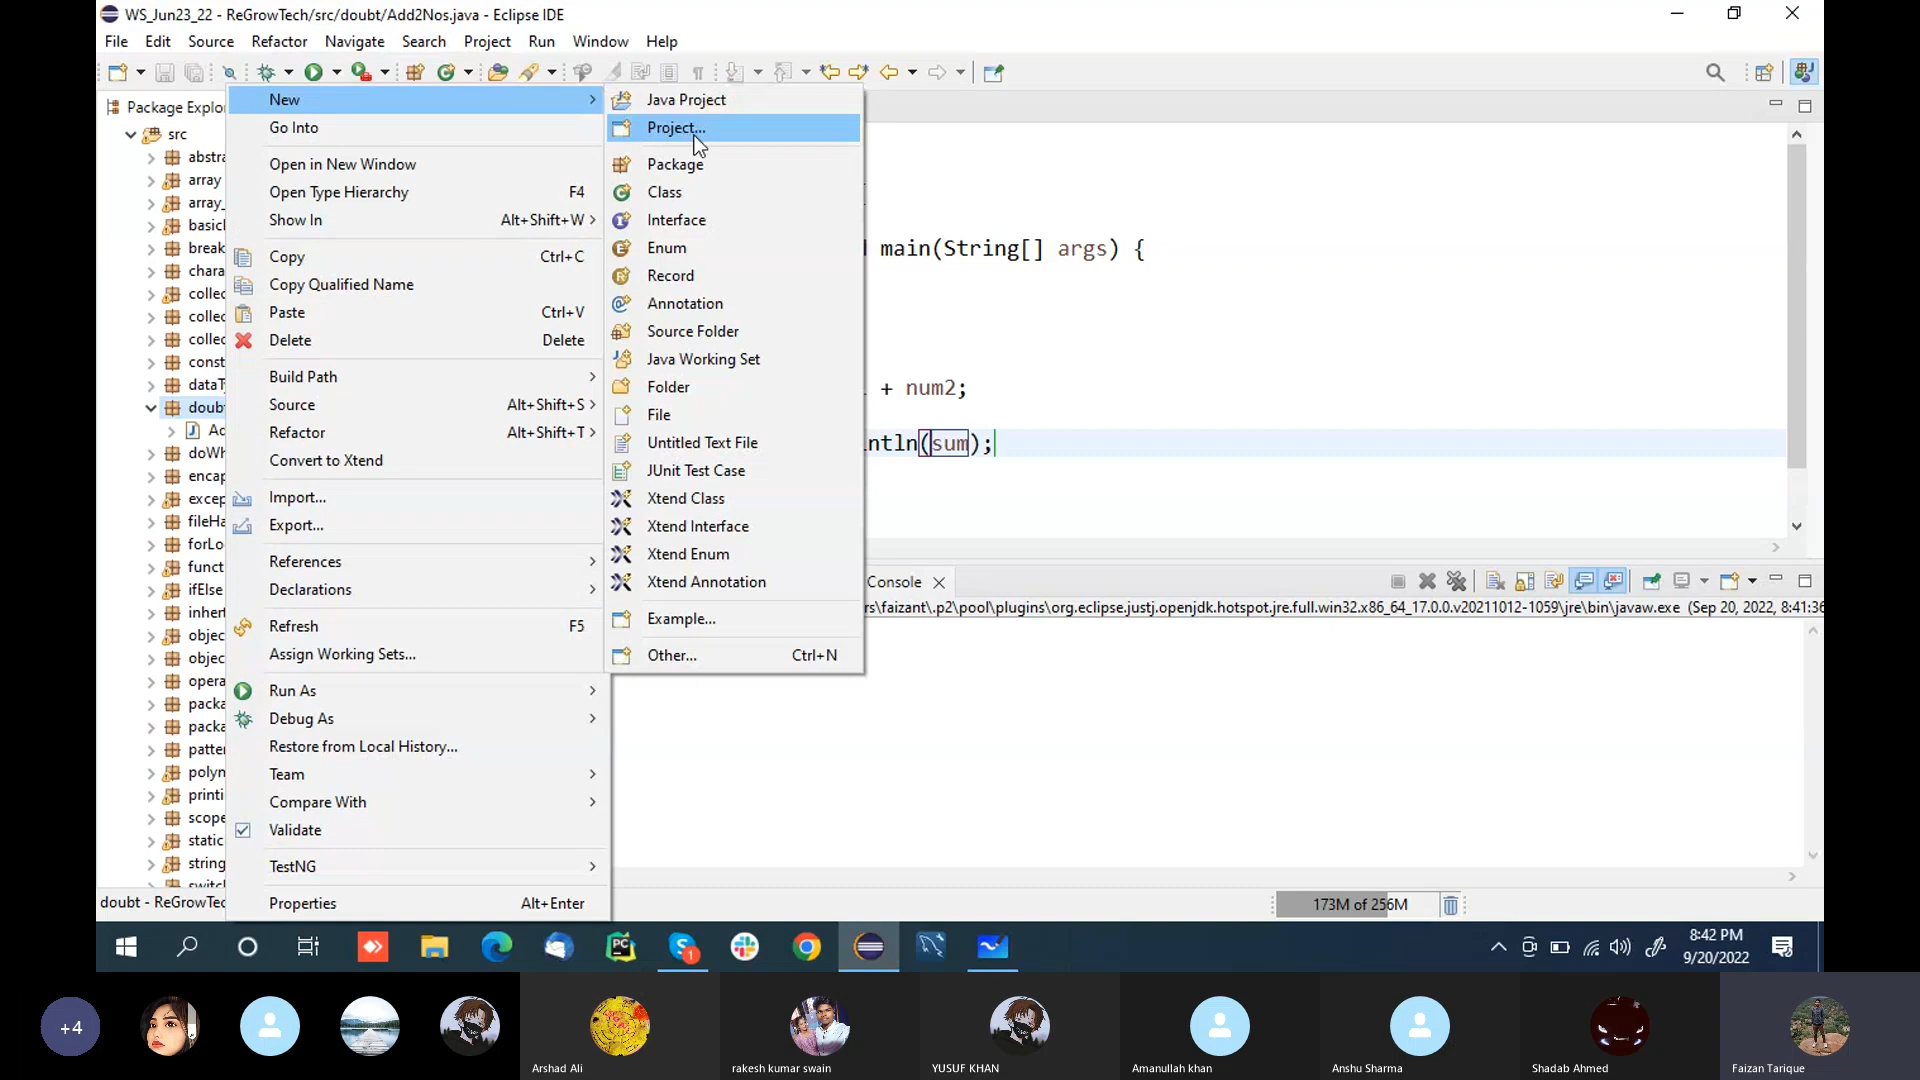 WS_Jun23_22 - ReGrowTech/src/doubt/Add2Nos.java - Eclipse IDE
File Edit Source Refactor Navigate Search Project Run Window Help
Package Explo
src
abstra
array
array_
basicl
break
chara
collec
collec
collec
const
dataT
doubt
Ad
doWh
encap
excep
fileHa
forLo
functi
ifElse
inherit
objec
objec
opera
packa
packa
patter
polyn
printi
scope
static
string
switch
doubt - ReGrowTec
New
Go Into
Open in New Window
Open Type Hierarchy F4
Show In Alt+Shift+W
Copy Ctrl+C
Copy Qualified Name
Paste Ctrl+V
Delete Delete
Build Path
Source Alt+Shift+S
Refactor Alt+Shift+T
Convert to Xtend
Import...
Export...
References
Declarations
Refresh F5
Assign Working Sets...
Run As
Debug As
Restore from Local History...
Team
Compare With
Validate
TestNG
Properties Alt+Enter
Java Project
Project...
Package
Class
Interface
Enum
Record
Annotation
Source Folder
Java Working Set
Folder
File
Untitled Text File
JUnit Test Case
Xtend Class
Xtend Interface
Xtend Enum
Xtend Annotation
Example...
Other... Ctrl+N
main(String[] args) {
+ num2;
ntln(sum);
Console
rs\faizant\.p2\pool\plugins\org.eclipse.justj.openjdk.hotspot.jre.full.win32.x86_64_17.0.0.v20211012-1059\jre\bin\javaw.exe (Sep 20, 2022, 8:41:36
173M of 256M
PC
S 1
8:42 PM
9/20/2022
+4
Arshad Ali
rakesh kumar swain
YUSUF KHAN
Amanullah khan
Anshu Sharma
Shadab Ahmed
Faizan Tarique